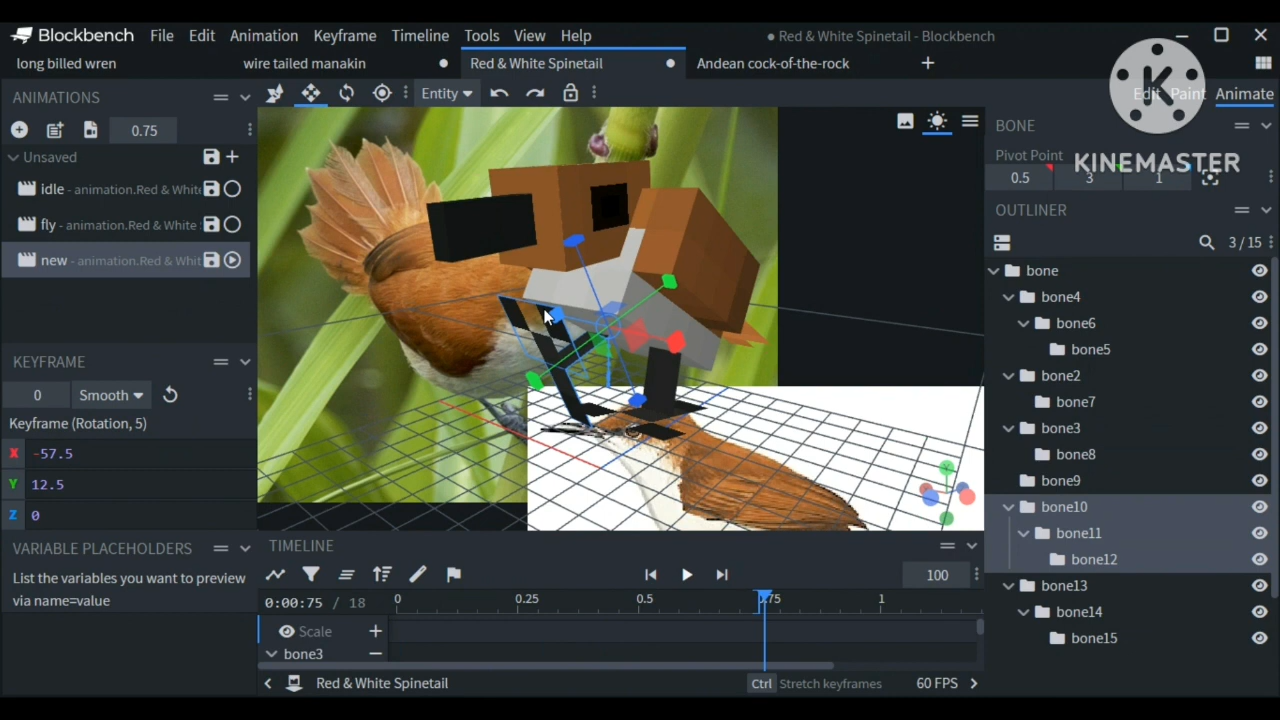 Blockbench File Edit Animation Keyframe Timeline Tools View Help Red & White Spinetail - Blockbench
long billed wren wire tailed manakin Red & White Spinetail Andean cock-of-the-rock
Entity
Edit Paint Animate
ANIMATIONS
0.75
Unsaved
idle - animation.Red & White
fly - animation.Red & White
new - animation.Red & Whit
KEYFRAME
0 Smooth
Keyframe (Rotation, 5)
X -57.5
Y 12.5
Z 0
VARIABLE PLACEHOLDERS
List the variables you want to preview
via name=value
K
KINEMASTER
BONE
Pivot Point
0.5 3 1
OUTLINER
3 / 15
bone
bone4
bone6
bone5
bone2
bone7
bone3
bone8
bone9
bone10
bone11
bone12
bone13
bone14
bone15
TIMELINE
100
0:00:75 / 18 0 0.25 0.5 0.75 1
Scale
bone3
Red & White Spinetail Ctrl Stretch keyframes 60 FPS